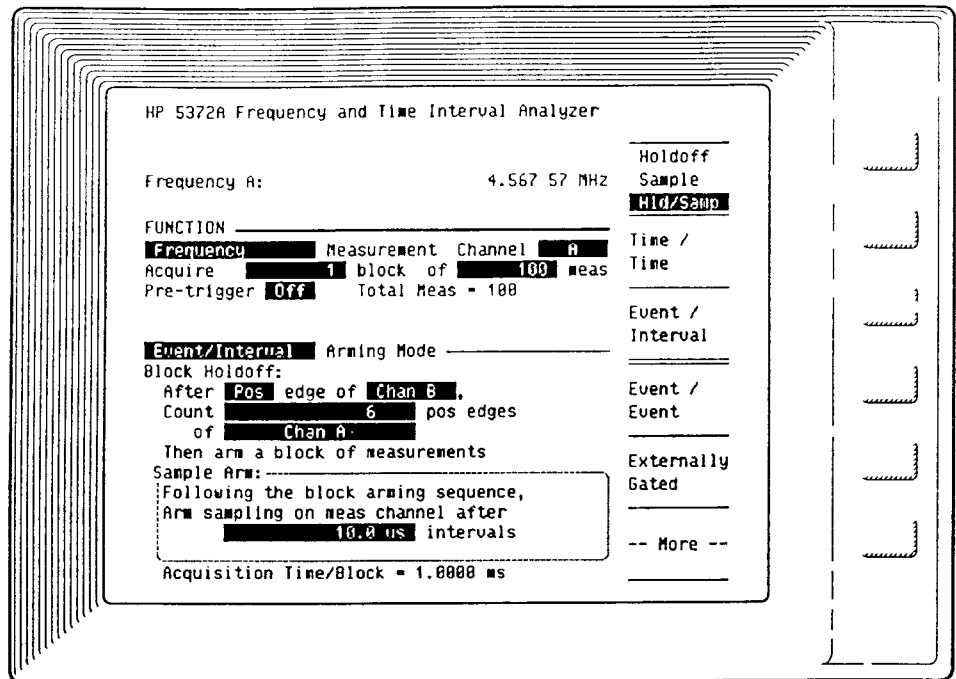 HP 5372A Frequency and Time Interval Analyzer
Frequency A: 4.567 57 MHz
FUNCTION
Frequency Measurement Channel A
Acquire 1 block of 100 meas
Pre-trigger Off Total Meas = 100
Event/Interval Arming Mode
Block Holdoff:
After Pos edge of Chan B,
Count 6 pos edges
of Chan A
Then arm a block of measurements
Sample Arm:
Following the block arming sequence,
Arm sampling on meas channel after
10.0 us intervals
Acquisition Time/Block = 1.0000 ms
Holdoff
Sample
Hld/Samp
Time /
Time
Event /
Interval
Event /
Event
Externally
Gated
-- More --